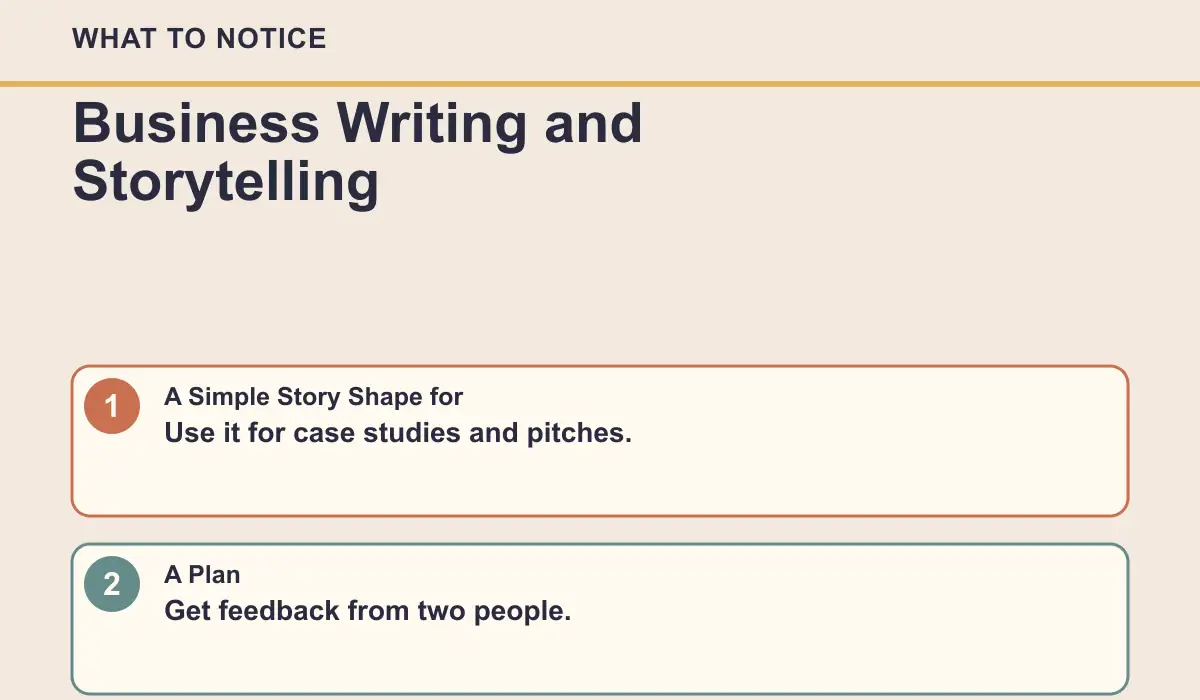 WHAT TO NOTICE
Business Writing and
Storytelling
1
A Simple Story Shape for
Use it for case studies and pitches.
2
A Plan
Get feedback from two people.